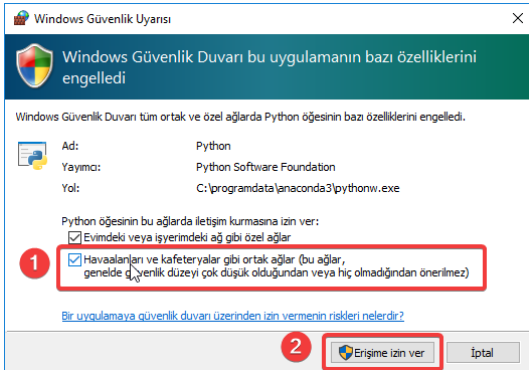 Windows Güvenlik Uyarısı
Windows Güvenlik Duvarı bu uygulamanın bazı özelliklerini
engelledi
Windows Güvenlik Duvarı tüm ortak ve özel ağlarda Python öğesinin bazı özelliklerini engelledi.
Ad: Python
Yayımcı: Python Software Foundation
Yol: C:\programdata\anaconda3\pythonw.exe
Python öğesinin bu ağlarda iletişim kurmasına izin ver:
Evimdeki veya işyerimdeki ağ gibi özel ağlar
1
Havaalanları ve kafeteryalar gibi ortak ağlar (bu ağlar,
genelde güvenlik düzeyi çok düşük olduğundan veya hiç olmadığından önerilmez)
Bir uygulamaya güvenlik duvarı üzerinden izin vermenin riskleri nelerdir?
2
Erişime izin ver İptal